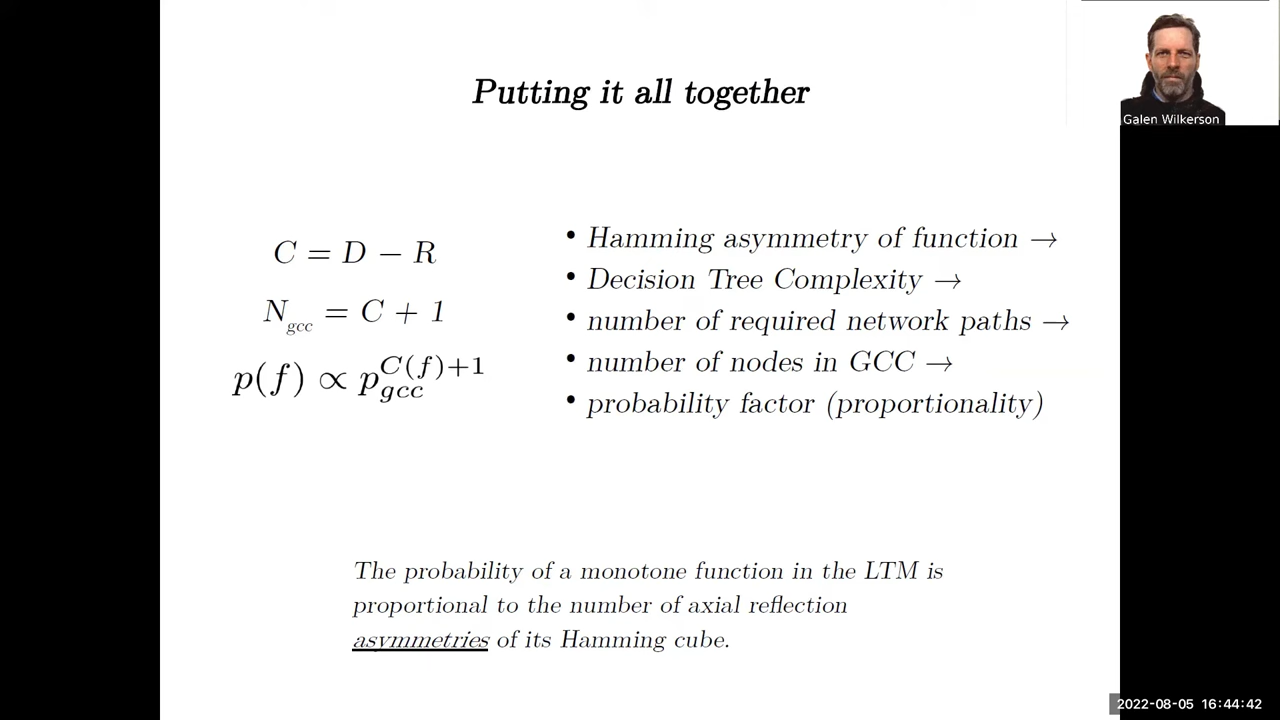 Putting it all together
Galen Wilkerson
C = D − R
N_gcc = C + 1
p(f) ∝ p_gcc^{C(f)+1}
• Hamming asymmetry of function →
• Decision Tree Complexity →
• number of required network paths →
• number of nodes in GCC →
• probability factor (proportionality)
The probability of a monotone function in the LTM is
proportional to the number of axial reflection
asymmetries of its Hamming cube.
2022-08-05 16:44:42